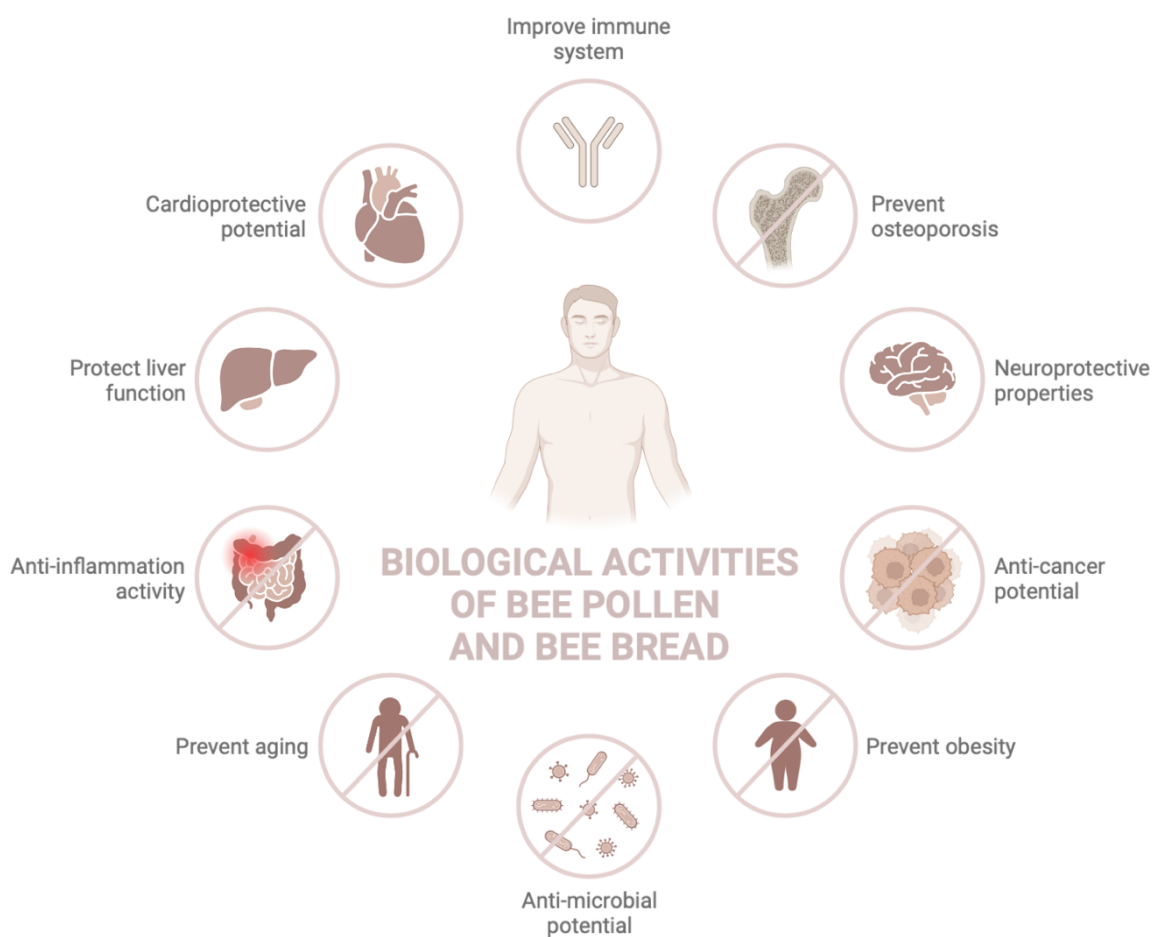 Improve immune
system
Cardioprotective
potential
Prevent
osteoporosis
Protect liver
function
Neuroprotective
properties
Anti-inflammation
activity
BIOLOGICAL ACTIVITIES
OF BEE POLLEN
AND BEE BREAD
Anti-cancer
potential
Prevent aging
Prevent obesity
Anti-microbial
potential